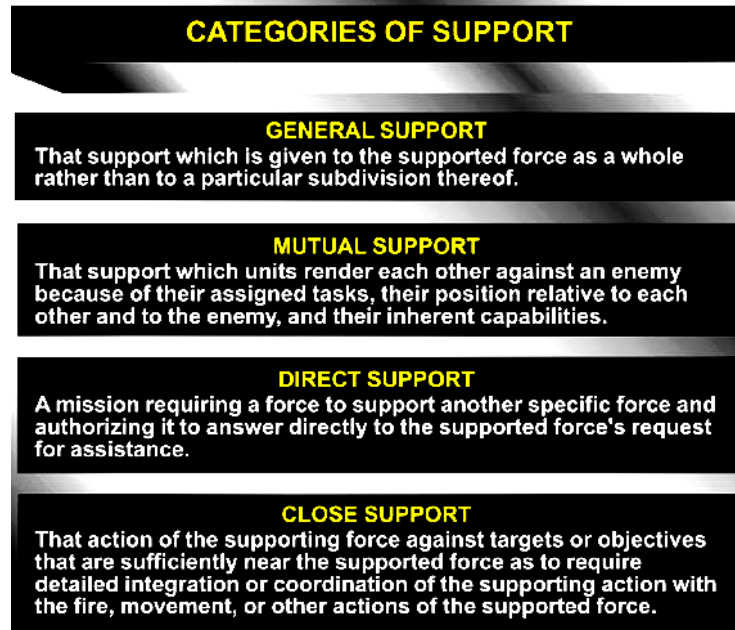 CATEGORIES OF SUPPORT
GENERAL SUPPORT
That support which is given to the supported force as a whole
rather than to a particular subdivision thereof.
MUTUAL SUPPORT
That support which units render each other against an enemy
because of their assigned tasks, their position relative to each
other and to the enemy, and their inherent capabilities.
DIRECT SUPPORT
A mission requiring a force to support another specific force and
authorizing it to answer directly to the supported force's request
for assistance.
CLOSE SUPPORT
That action of the supporting force against targets or objectives
that are sufficiently near the supported force as to require
detailed integration or coordination of the supporting action with
the fire, movement, or other actions of the supported force.